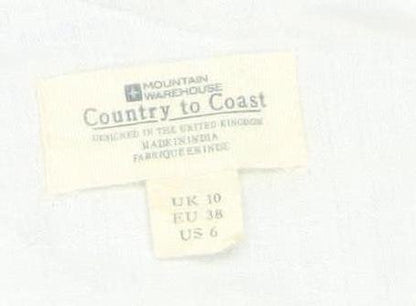 MOUNTAIN
WAREHOUSE
Country to Coast
DESIGNED IN THE UNITED KINGDOM
MADE IN INDIA
FABRIQUE EN INDE
UK 10
EU 38
US 6